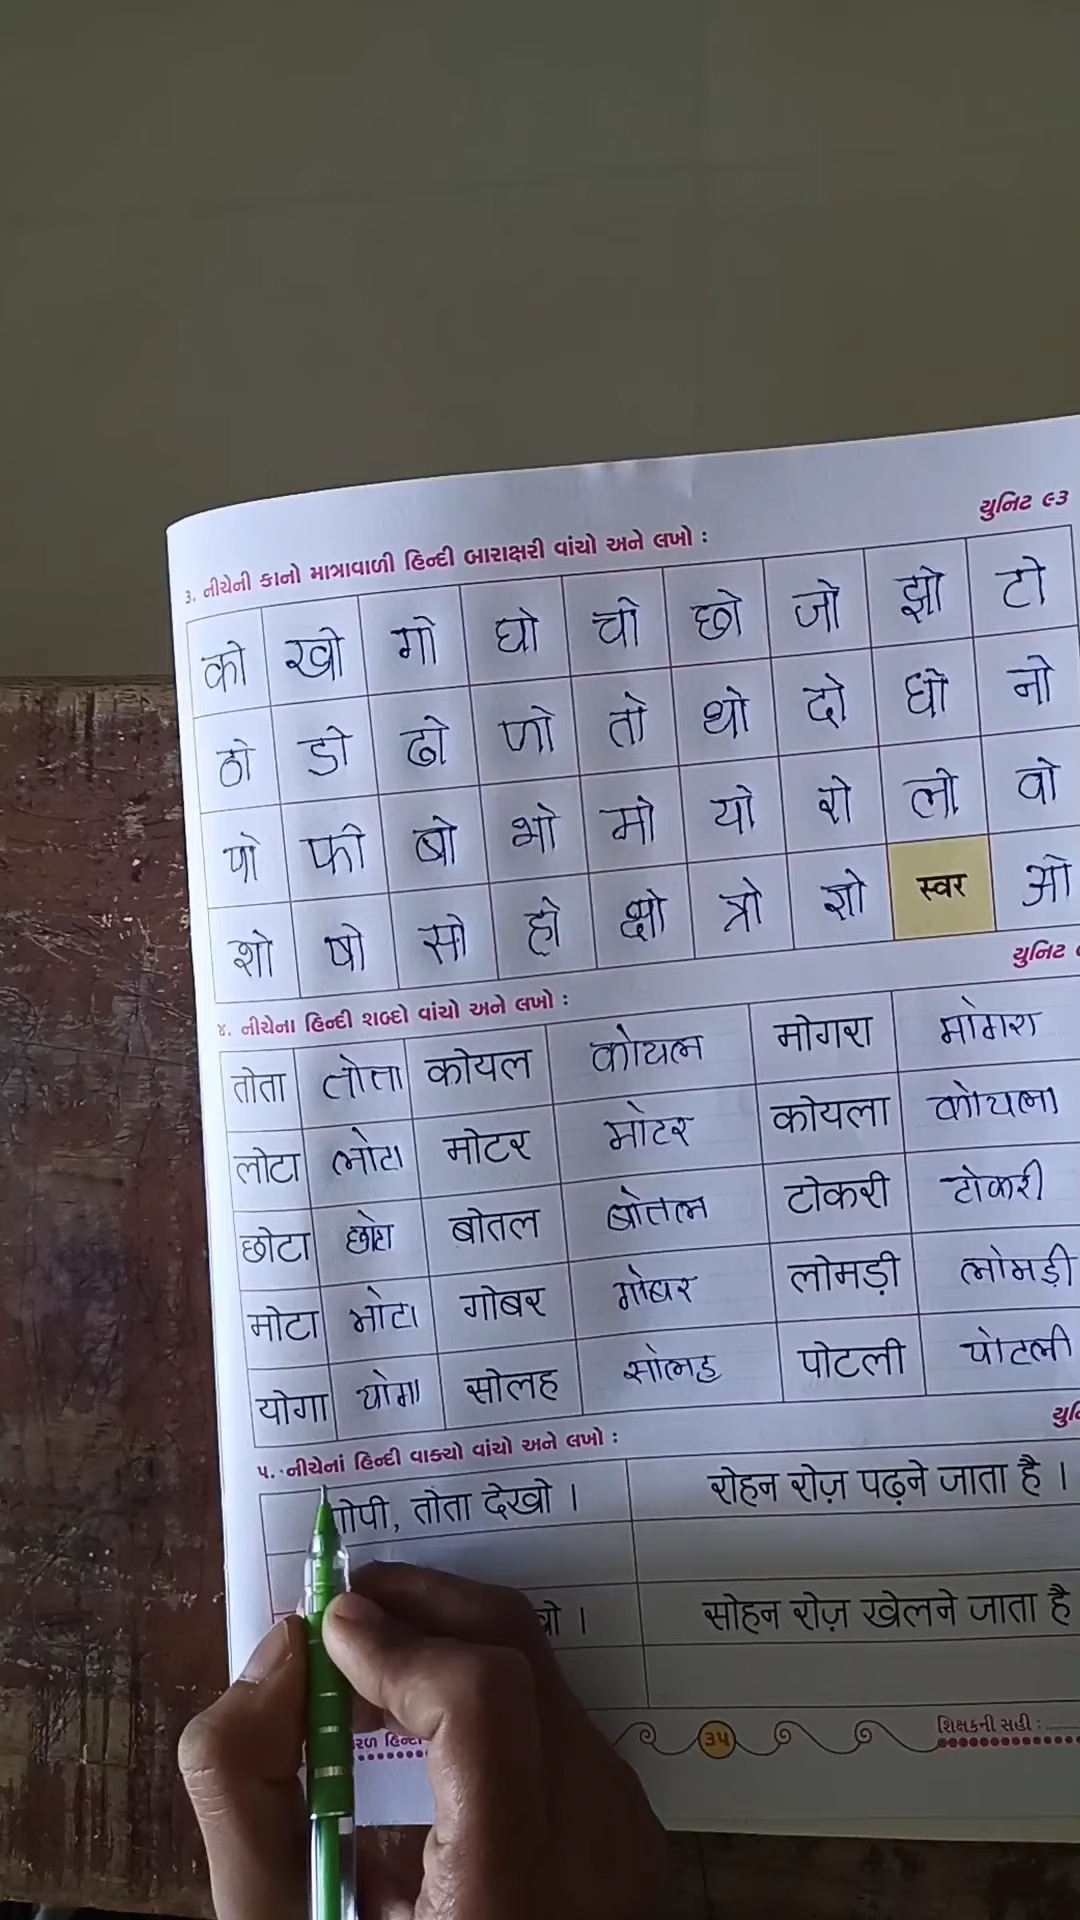 યુનિટ ૯૩
૩. નીચેની કાનો માત્રાવાળી હિન્દી બારાક્ષરી વાંચો અને લખો :
को खो गो घो चो छो जो झो टो
ठो डो ढो णो तो थो दो धो नो
पो फो बो भो मो यो रो लो वो
शो षो सो हो क्षो त्रो ज्ञो स्वर ओ
યુનિટ
૪. નીચેના હિન્દી શબ્દો વાંચો અને લખો :
तोता तोता कोयल कोयल मोगरा मोगरा
लोटा लोटा मोटर मोटर कोयला कोयला
छोटा छोटा बोतल बोतल टोकरी टोकरी
मोटा मोटा गोबर गोबर लोमड़ी लोमड़ी
योगा योगा सोलह सोलह पोटली पोटली
૫. નીચેનાં હિન્દી વાક્યો વાંચો અને લખો :
तोता देखो । रोहन रोज़ पढ़ने जाता है ।
सोहन रोज़ खेलने जाता है
૩૫
શિક્ષકની સહી :